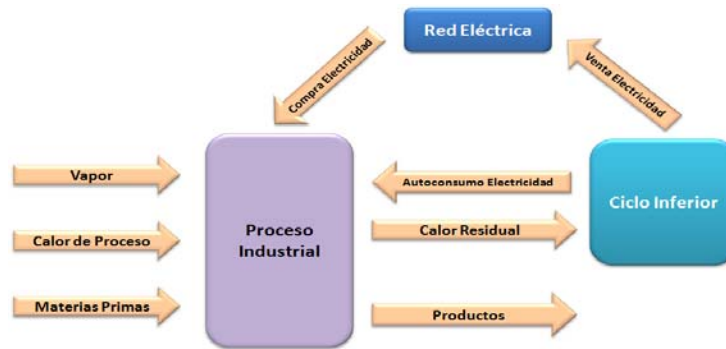 Red Eléctrica
Compra Electricidad
Venta Electricidad
Vapor
Autoconsumo Electricidad
Ciclo Inferior
Calor de Proceso
Proceso
Industrial
Calor Residual
Materias Primas
Productos